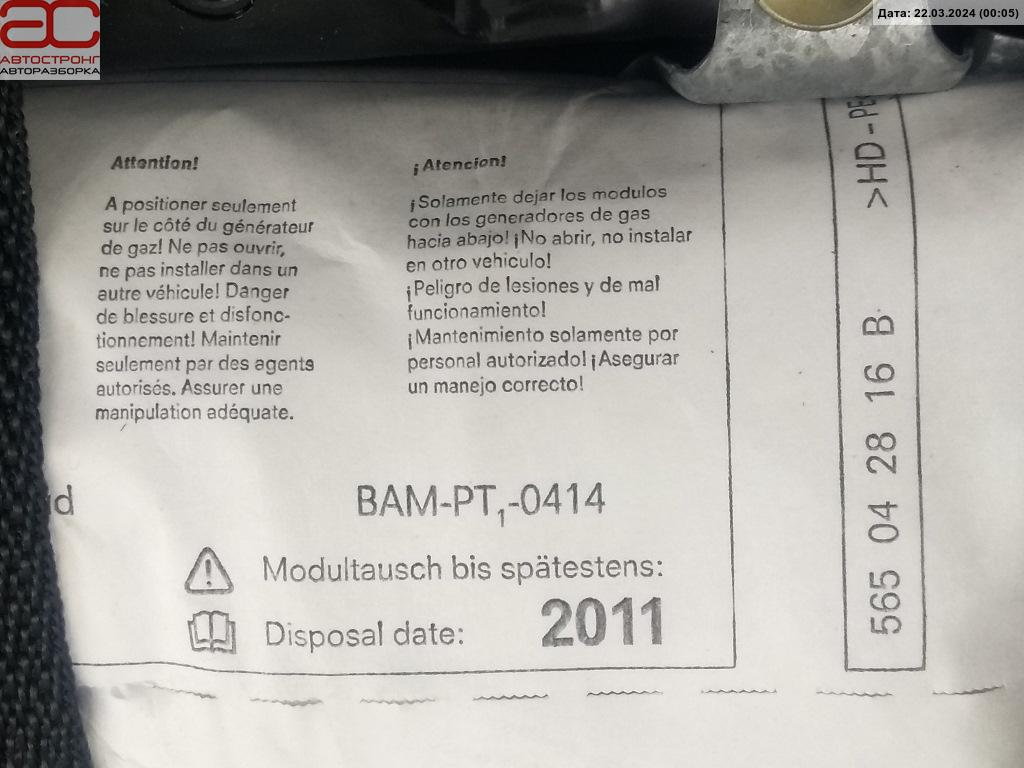 Дата: 22.03.2024 (00:05)
ac
АВТОСТРОНГ
АВТОРАЗБОРКА
Attention!
A positioner seulement
sur le côté du générateur
de gaz! Ne pas ouvrir,
ne pas installer dans un
autre véhicule! Danger
de blessure et disfonc-
tionnement! Maintenir
seulement par des agents
autorisés. Assurer une
manipulation adéquate.
¡Atencion!
¡Solamente dejar los modulos
con los generadores de gas
hacia abajo! ¡No abrir, no instalar
en otro vehiculo!
¡Peligro de lesiones y de mal
funcionamiento!
¡Mantenimiento solamente por
personal autorizado! ¡Asegurar
un manejo correcto!
BAM-PT₁-0414
Modultausch bis spätestens:
Disposal date: 2011
565 04 28 16 B >HD-PE